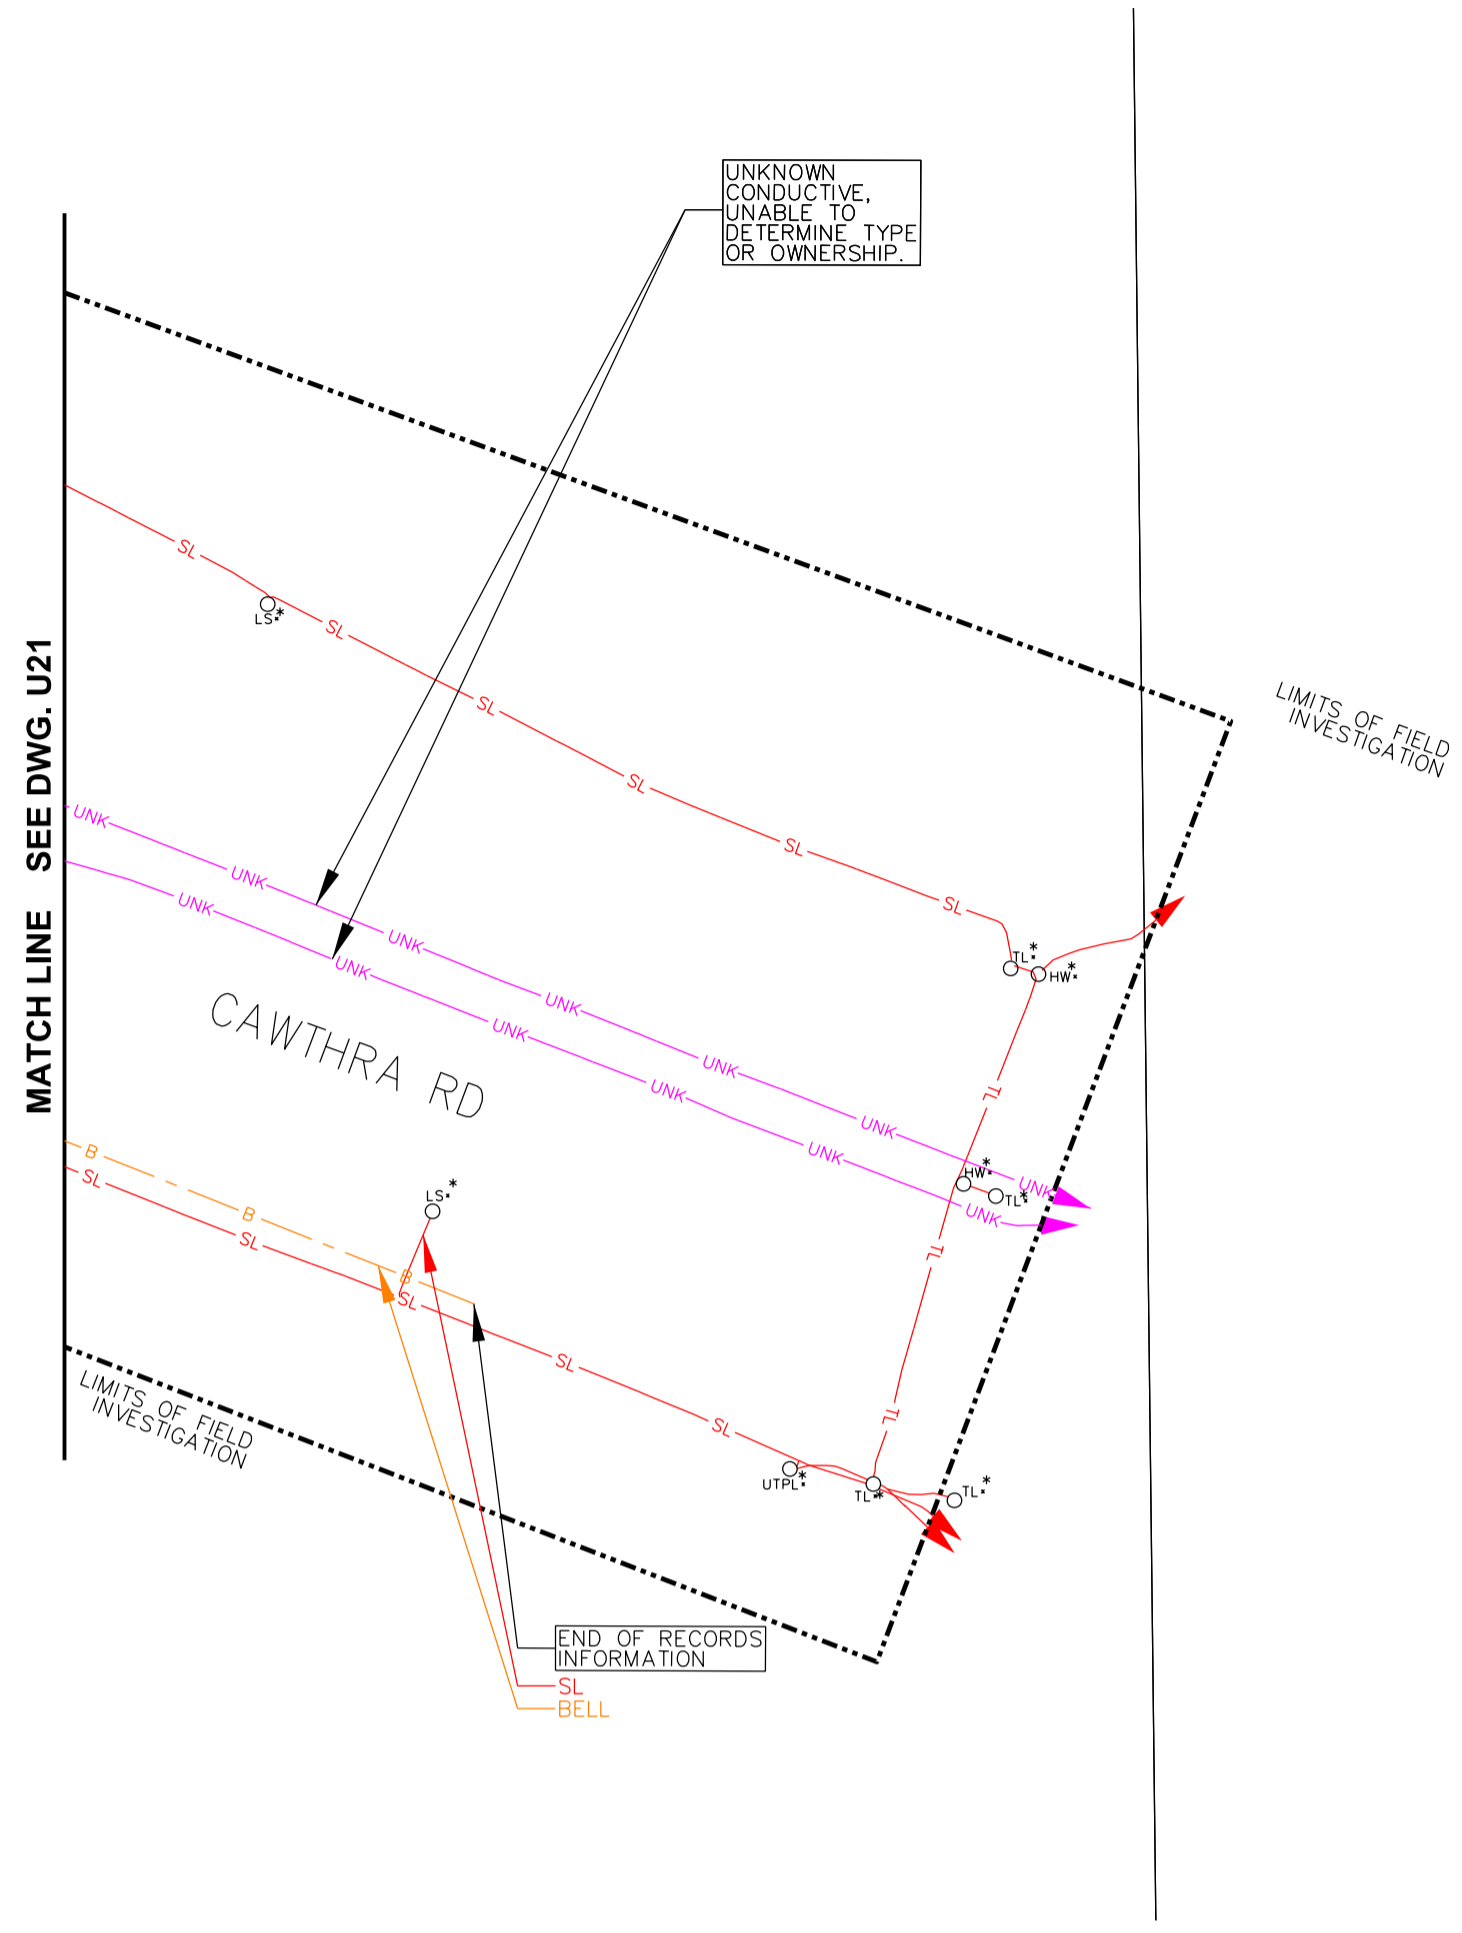 UNKNOWN
CONDUCTIVE,
UNABLE TO
DETERMINE TYPE
OR OWNERSHIP.
MATCH LINE SEE DWG. U21
LIMITS OF FIELD
INVESTIGATION
SL
LS*
SL
SL
SL
SL
SL
TL*
HW*
UNK
UNK
UNK
UNK
UNK
UNK
UNK
UNK
UNK
UNK
UNK
UNK
UNK
CAWTHRA RD
TL
HW*
TL*
TL
TL
B
SL
B
SL
LS*
B
SL
SL
SL
UTPL*
TL*
TL*
LIMITS OF FIELD
INVESTIGATION
END OF RECORDS
INFORMATION
SL
BELL